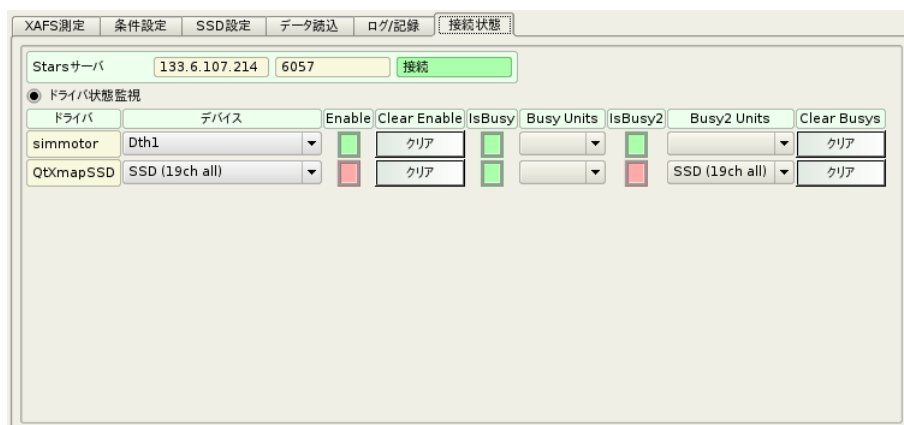 XAFS測定 条件設定 SSD設定 データ読込 ログ/記録 接続状態
Starsサーバ 133.6.107.214 6057 接続
ドライバ状態監視
ドライバ デバイス Enable Clear Enable IsBusy Busy Units IsBusy2 Busy2 Units Clear Busys
simmotor Dth1 クリア クリア
QtXmapSSD SSD (19ch all) クリア SSD (19ch all) クリア